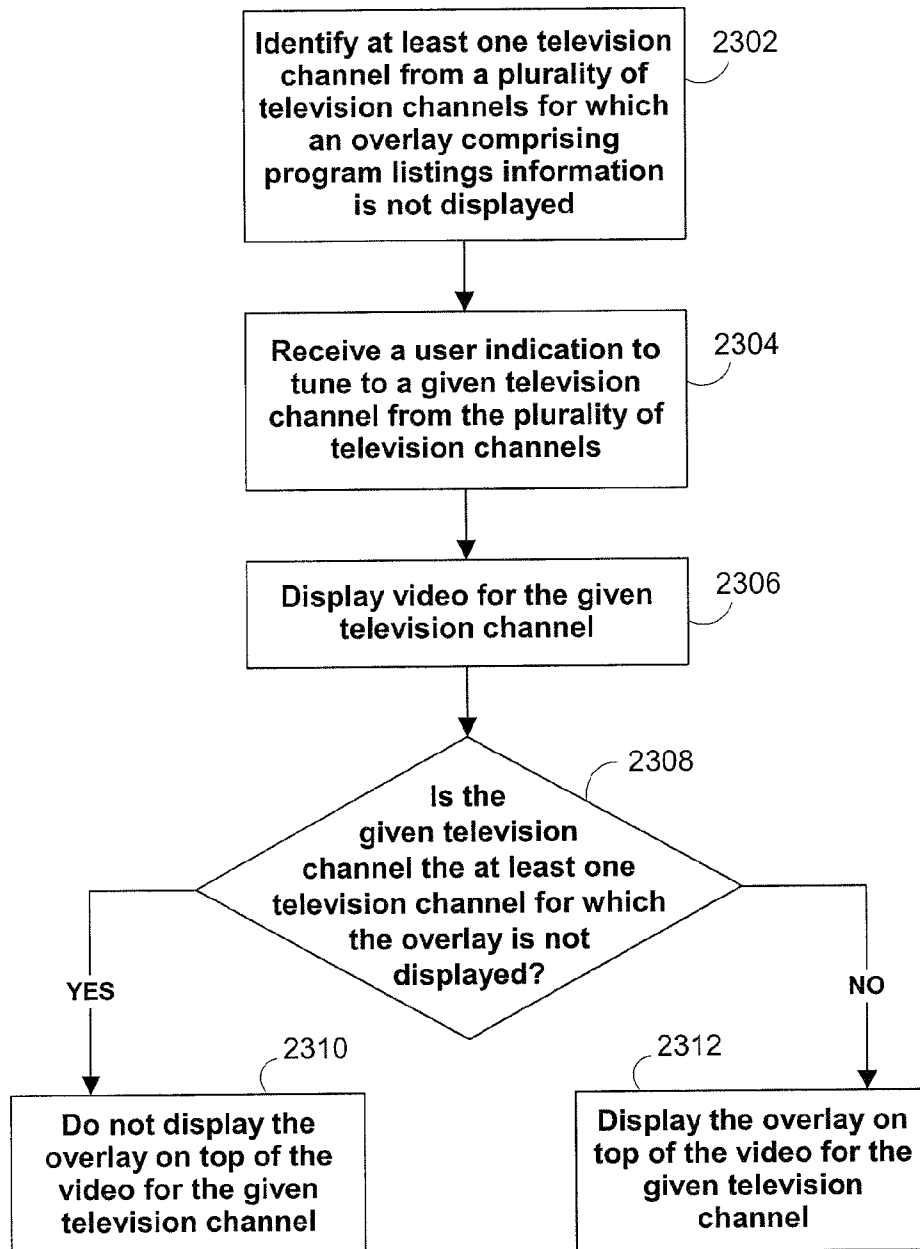 Identify at least one television
channel from a plurality of
television channels for which
an overlay comprising
program listings information
is not displayed
2302
Receive a user indication to
tune to a given television
channel from the plurality of
television channels
2304
Display video for the given
television channel
2306
Is the
given television
channel the at least one
television channel for which
the overlay is not
displayed?
2308
YES
NO
2310
Do not display the
overlay on top of the
video for the given
television channel
2312
Display the overlay on
top of the video for the
given television
channel